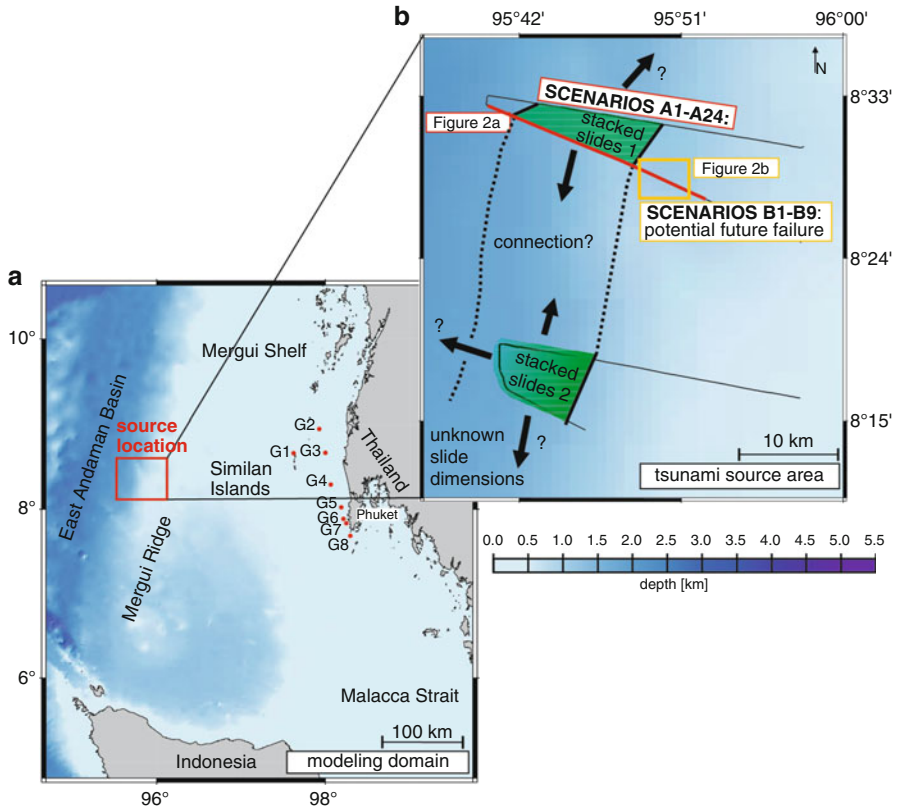 b
95°42'
95°51'
96°00'
N
?
SCENARIOS A1-A24:
8°33'
Figure 2a
stacked
slides 1
Figure 2b
SCENARIOS B1-B9:
potential future failure
connection?
8°24'
?
stacked
slides 2
8°15'
unknown
slide
dimensions
?
10 km
tsunami source area
a
10°
Mergui Shelf
East Andaman Basin
source
location
G2
G1
G3
Thailand
Similan
Islands
G4
8°
G5
Phuket
G6
G7
G8
Mergui Ridge
0.0 0.5 1.0 1.5 2.0 2.5 3.0 3.5 4.0 4.5 5.0 5.5
depth [km]
6°
Malacca Strait
100 km
Indonesia
modeling domain
96°
98°